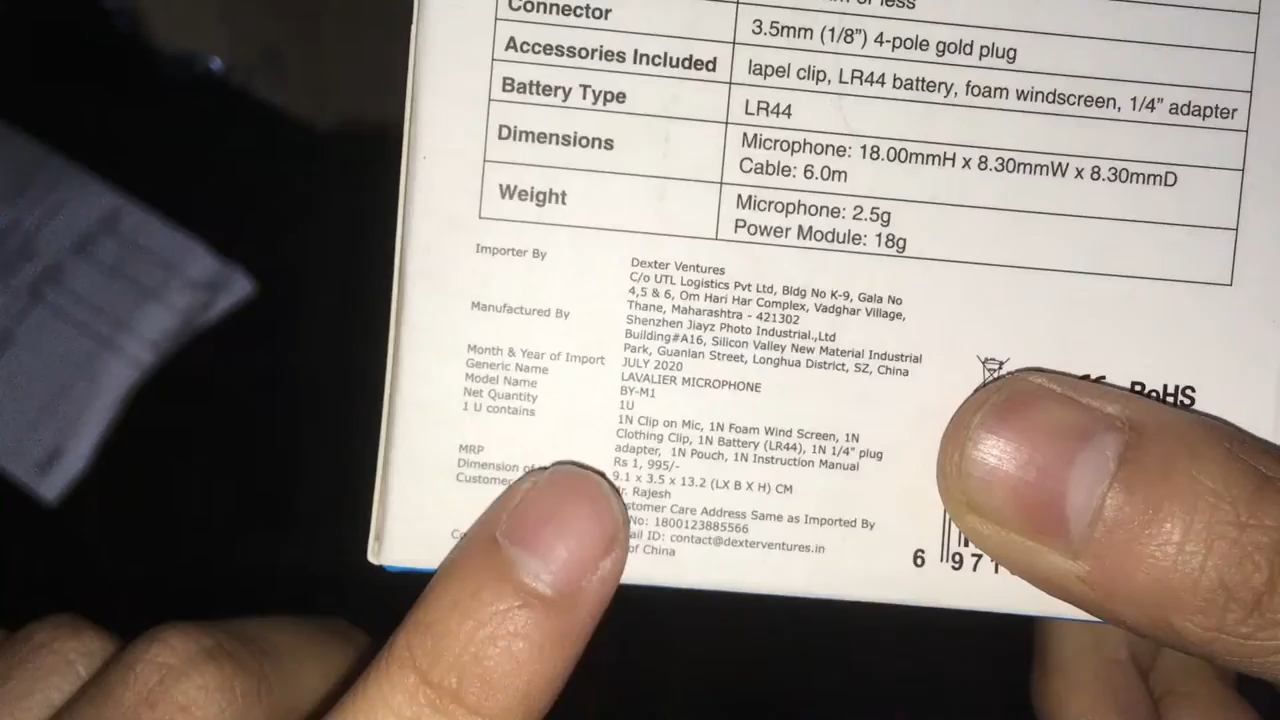 or less
Connector 3.5mm (1/8”) 4-pole gold plug
Accessories Included lapel clip, LR44 battery, foam windscreen, 1/4” adapter
Battery Type LR44
Dimensions Microphone: 18.00mmH x 8.30mmW x 8.30mmD
Cable: 6.0m
Weight Microphone: 2.5g
Power Module: 18g
Importer By Dexter Ventures
C/o UTL Logistics Pvt Ltd, Bldg No K-9, Gala No
4,5 & 6, Om Hari Har Complex, Vadghar Village,
Thane, Maharashtra - 421302
Manufactured By Shenzhen Jiayz Photo Industrial.,Ltd
Building#A16, Silicon Valley New Material Industrial
Park, Guanlan Street, Longhua District, SZ, China
Month & Year of Import JULY 2020
Generic Name LAVALIER MICROPHONE
Model Name BY-M1
Net Quantity 1U
1 U contains 1N Clip on Mic, 1N Foam Wind Screen, 1N
Clothing Clip, 1N Battery (LR44), 1N 1/4" plug
adapter, 1N Pouch, 1N Instruction Manual
MRP Rs 1, 995/-
Dimension of 9.1 x 3.5 x 13.2 (LX B X H) CM
Customer Rajesh
Customer Care Address Same as Imported By
No: 1800123885566
ID: contact@dexterventures.in
of China
RoHS
6 971